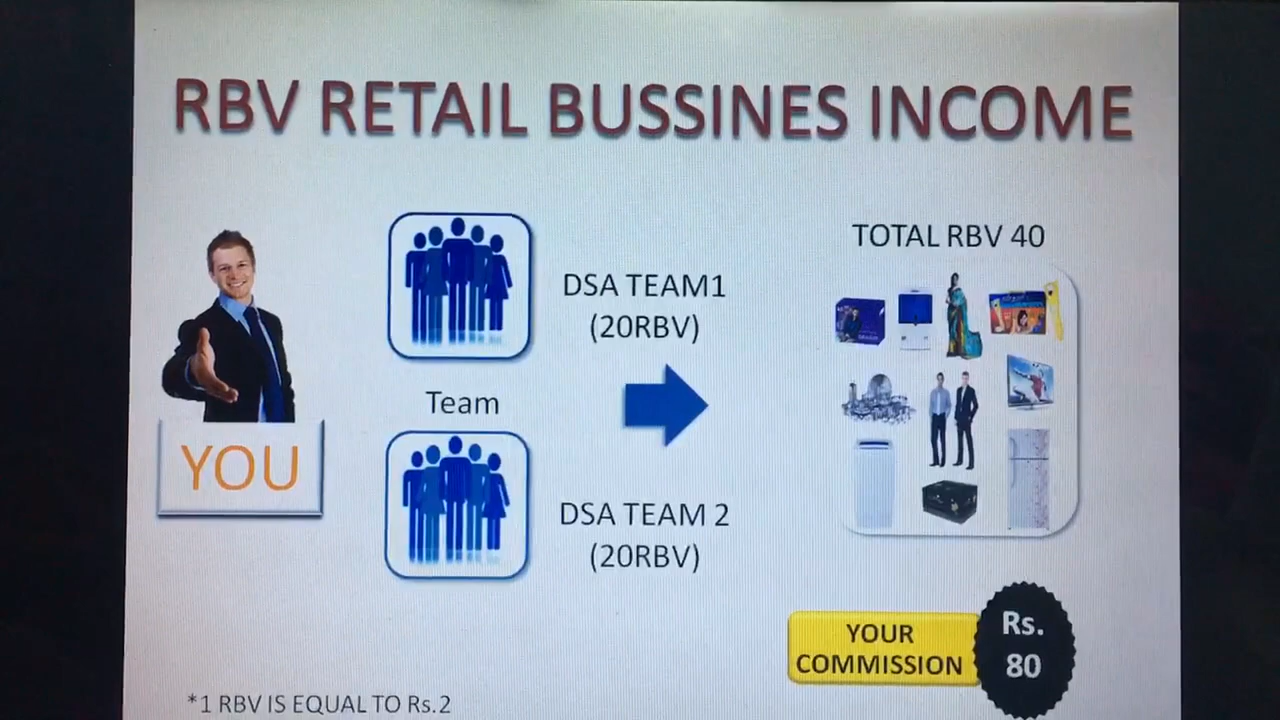 RBV RETAIL BUSSINES INCOME
TOTAL RBV 40
DSA TEAM1
(20RBV)
Team
YOU
DSA TEAM 2
(20RBV)
YOUR
COMMISSION
Rs.
80
*1 RBV IS EQUAL TO Rs.2